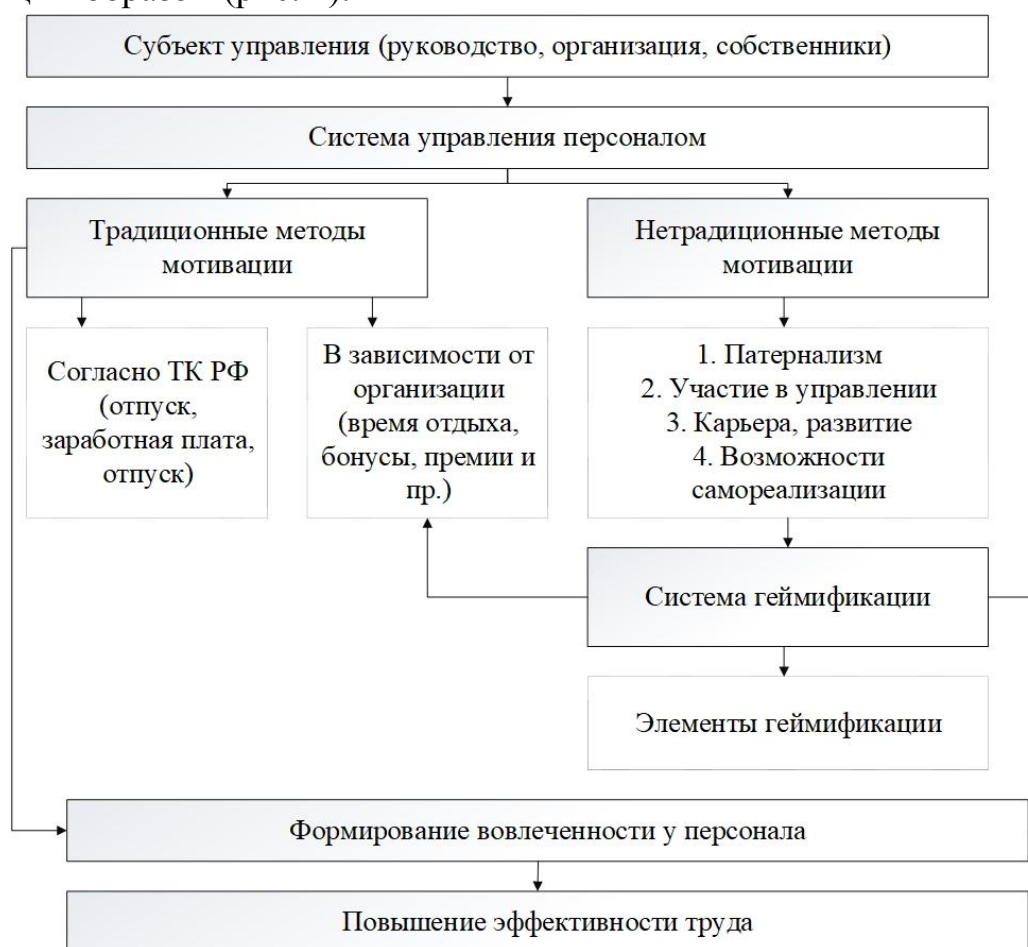 Субъект управления (руководство, организация, собственники)
Система управления персоналом
Традиционные методы
мотивации
Нетрадиционные методы
мотивации
Согласно ТК РФ
(отпуск,
заработная плата,
отпуск)
В зависимости от
организации
(время отдыха,
бонусы, премии и
пр.)
1. Патернализм
2. Участие в управлении
3. Карьера, развитие
4. Возможности
самореализации
Система геймификации
Элементы геймификации
Формирование вовлеченности у персонала
Повышение эффективности труда